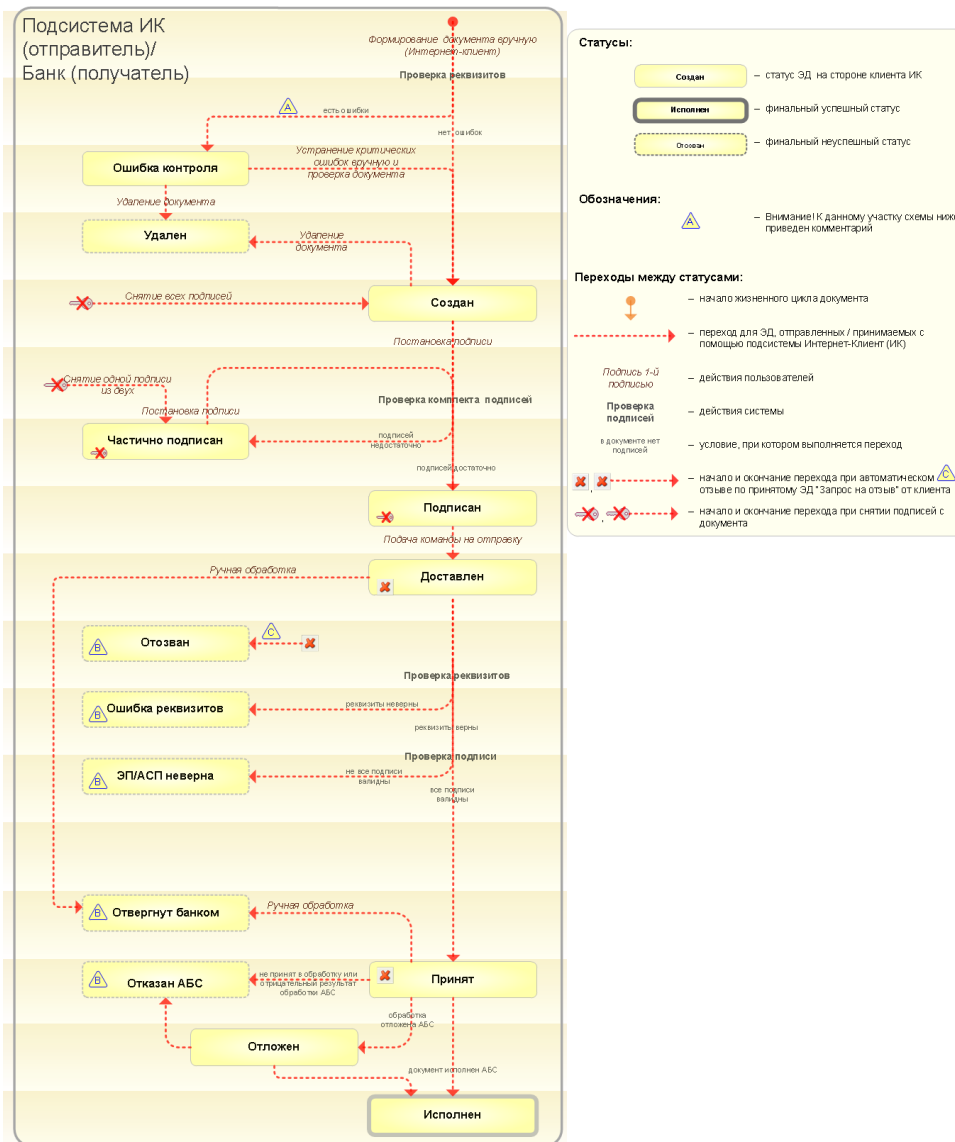 Подсистема ИК
(отправитель)/
Банк (получатель)
Формирование документа вручную
(Интернет-клиент)
Проверка реквизитов
A
есть ошибки
нет ошибок
Ошибка контроля
Устранение критических
ошибок вручную и
проверка документа
Удаление документа
Удален
Удаление
документа
Снятие всех подписей
Создан
Постановка подписи
Снятие одной подписи
из двух
Проверка комплекта подписей
Постановка подписи
Частично подписан
подписей
недостаточно
подписей достаточно
Подписан
Подача команды на отправку
Ручная обработка
Доставлен
B
Отозван
C
Проверка реквизитов
B
Ошибка реквизитов
реквизиты неверны
реквизиты верны
Проверка подписи
B
ЭП/АСП неверна
не все подписи
валидны
все подписи
валидны
B
Отвергнут банком
Ручная обработка
B
Отказан АБС
не принят в обработку или
отрицательный результат
обработки АБС
Принят
обработка
отложена АБС
Отложен
документ исполнен АБС
Исполнен
Статусы:
Создан
– статус ЭД на стороне клиента ИК
Исполнен
– финальный успешный статус
Отозван
– финальный неуспешный статус
Обозначения:
A
– Внимание! К данному участку схемы ниже
приведен комментарий
Переходы между статусами:
– начало жизненного цикла документа
– переход для ЭД, отправленных / принимаемых с
помощью подсистемы Интернет-Клиент (ИК)
Подпись 1-й
подписью
– действия пользователей
Проверка
подписей
– действия системы
в документе нет
подписей
– условие, при котором выполняется переход
,
– начало и окончание перехода при автоматическом C
отзыве по принятому ЭД "Запрос на отзыв" от клиента
,
– начало и окончание перехода при снятии подписей с
документа